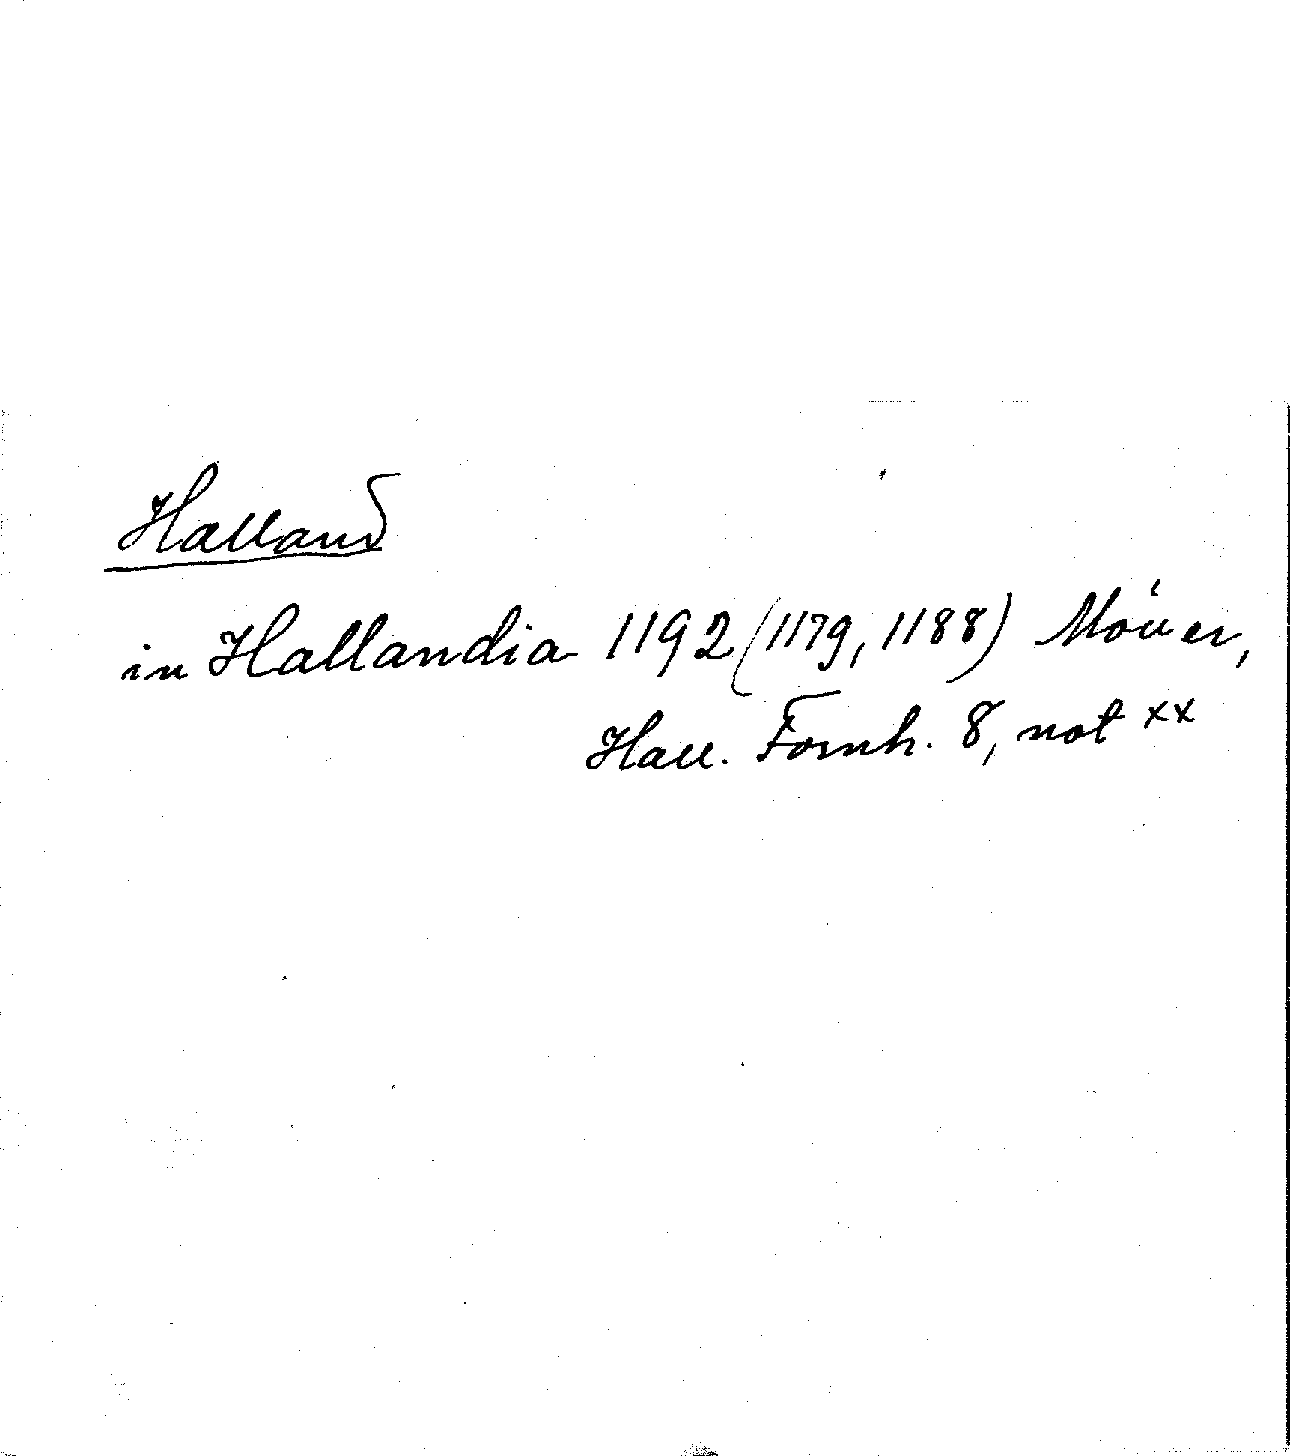 Halland
in Hallandia 1192 (1179, 1188) Möller,
Hall. Fornh. 8, not xx